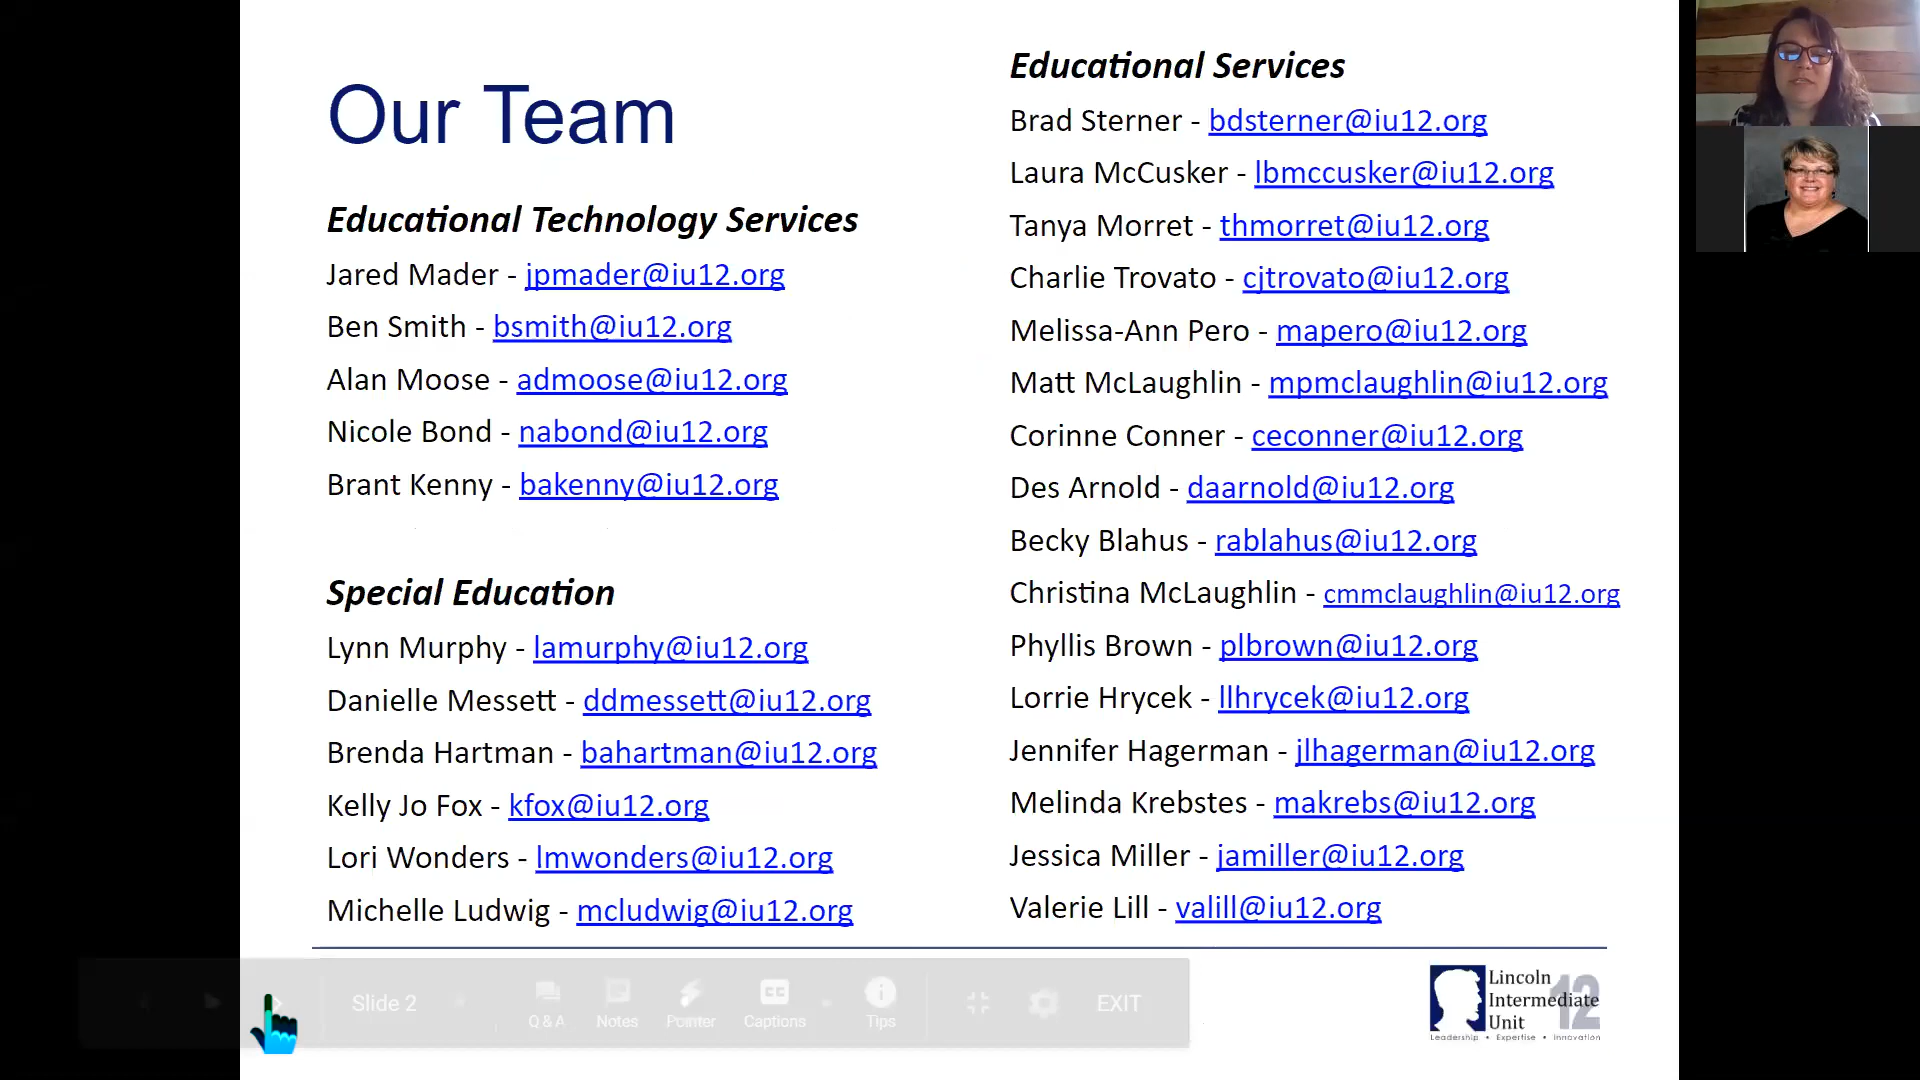 Our Team
Educational Technology Services
Jared Mader - jpmader@iu12.org
Ben Smith - bsmith@iu12.org
Alan Moose - admoose@iu12.org
Nicole Bond - nabond@iu12.org
Brant Kenny - bakenny@iu12.org
Special Education
Lynn Murphy - lamurphy@iu12.org
Danielle Messett - ddmessett@iu12.org
Brenda Hartman - bahartman@iu12.org
Kelly Jo Fox - kfox@iu12.org
Lori Wonders - lmwonders@iu12.org
Michelle Ludwig - mcludwig@iu12.org
Educational Services
Brad Sterner - bdsterner@iu12.org
Laura McCusker - lbmccusker@iu12.org
Tanya Morret - thmorret@iu12.org
Charlie Trovato - cjtrovato@iu12.org
Melissa-Ann Pero - mapero@iu12.org
Matt McLaughlin - mpmclaughlin@iu12.org
Corinne Conner - ceconner@iu12.org
Des Arnold - daarnold@iu12.org
Becky Blahus - rablahus@iu12.org
Christina McLaughlin - cmmclaughlin@iu12.org
Phyllis Brown - plbrown@iu12.org
Lorrie Hrycek - llhrycek@iu12.org
Jennifer Hagerman - jlhagerman@iu12.org
Melinda Krebstes - makrebs@iu12.org
Jessica Miller - jamiller@iu12.org
Valerie Lill - valill@iu12.org
Slide 2
Q & A
Notes
Pointer
CC
Captions
Tips
EXIT
Lincoln
Intermediate
Unit
12
Leadership • Expertise • Innovation